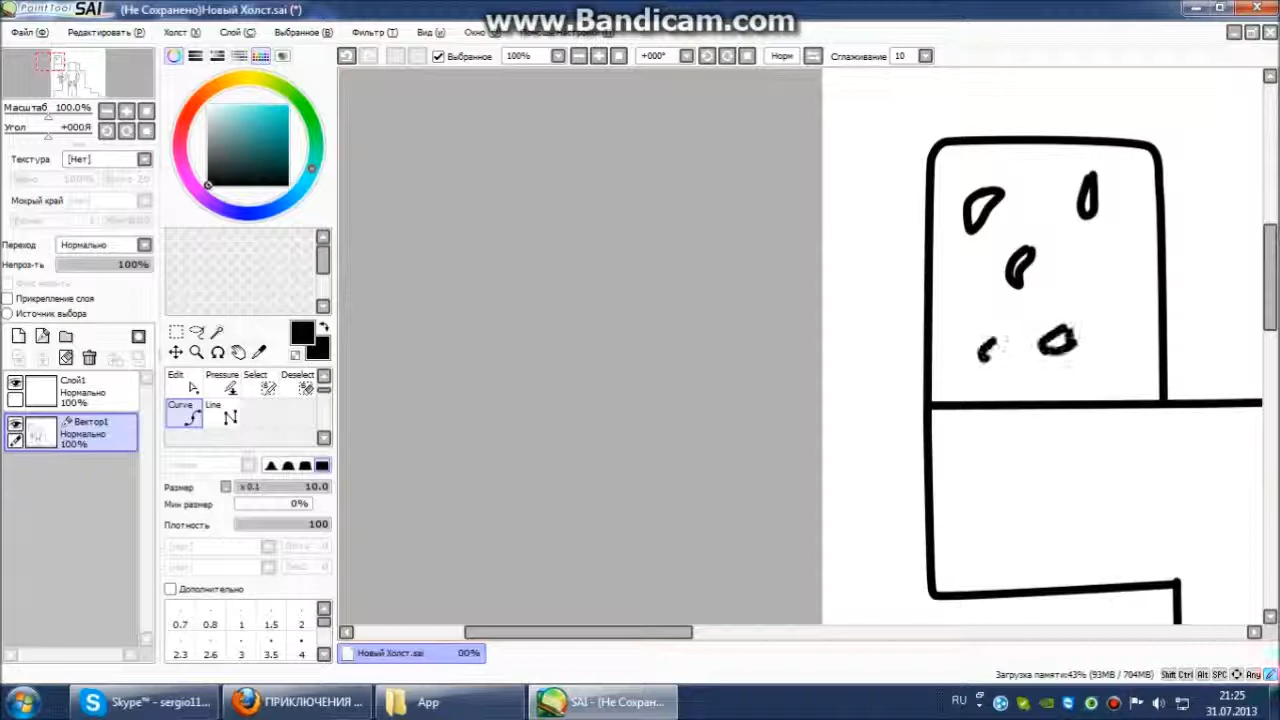 PaintTool SAI (Не Сохранено)Новый Холст.sai (*)
www.Bandicam.com
Файл (Ф) Редактировать (Р) Холст (X) Слой (C) Выбранное (В) Фильтр (T) Вид (И) Окно
Выбранное 100% +000° Норм Сглаживание 10
Масштаб 100.0%
Угол +000Я
Текстура [Нет]
100%
Мокрый край
Переход Нормально
Непроз-ть 100%
Прикрепление слоя
Источник выбора
Слой1
Нормально
100%
Вектор1
Нормально
100%
Edit Pressure Select Deselect
Curve Line
Размер x 0.1 10.0
Мин размер 0%
Плотность 100
Дополнительно
0.7 0.8 1 1.5 2
2.3 2.6 3 3.5 4
Новый Холст.sai 00%
Загрузка памяти:43% (93MB / 704MB) Shift Ctrl Alt SPC Any
Skype™ - sergio11... ПРИКЛЮЧЕНИЯ ... App SAI - (Не Сохран... RU 21:25
31.07.2013